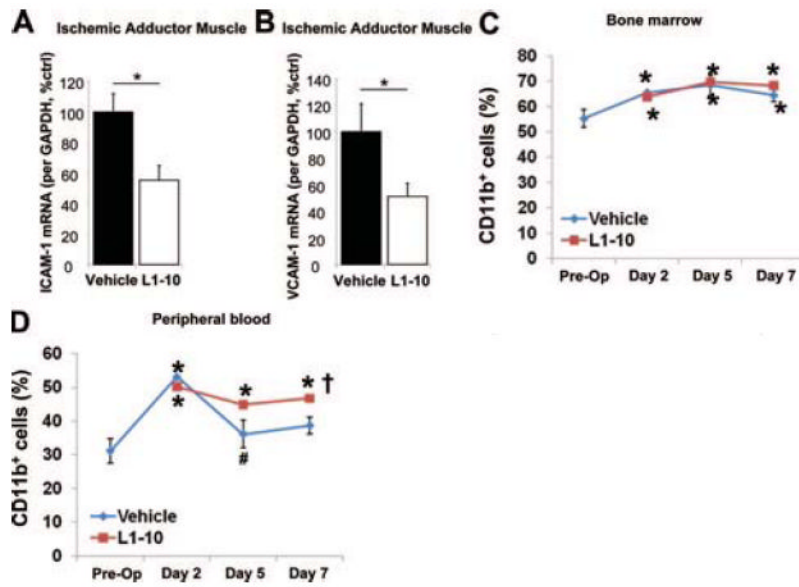 A Ischemic Adductor Muscle
ICAM-1 mRNA (per GAPDH, %ctrl)
120
100
80
60
40
20
0
*
Vehicle L1-10
B Ischemic Adductor Muscle
VCAM-1 mRNA (per GAPDH, %ctrl)
140
120
100
80
60
40
20
0
*
Vehicle L1-10
C Bone marrow
CD11b+ cells (%)
80
70
60
50
40
30
20
10
0
* * *
* * *
Vehicle
L1-10
Pre-Op Day 2 Day 5 Day 7
D Peripheral blood
CD11b+ cells (%)
60
50
40
30
20
10
0
* * * †
*
#
Vehicle
L1-10
Pre-Op Day 2 Day 5 Day 7